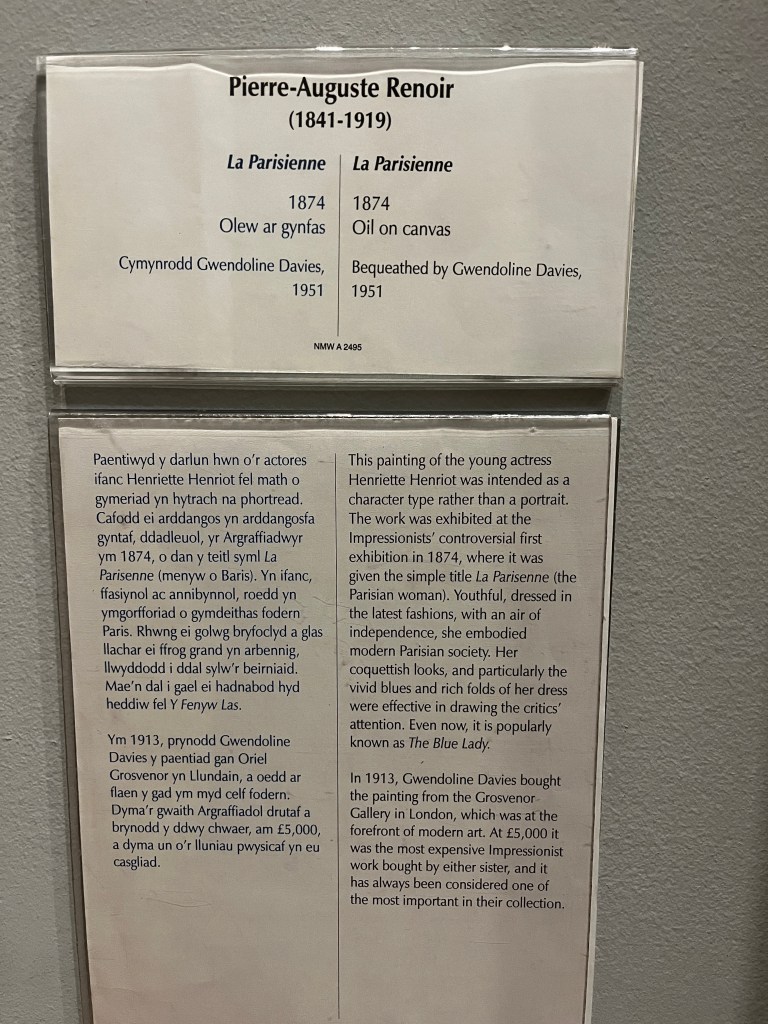 Pierre-Auguste Renoir
(1841-1919)
La Parisienne
1874
Olew ar gynfas
Cymynrodd Gwendoline Davies,
1951
La Parisienne
1874
Oil on canvas
Bequeathed by Gwendoline Davies,
1951
NMW A 2495
Paentiwyd y darlun hwn o'r actores
ifanc Henriette Henriot fel math o
gymeriad yn hytrach na phortread.
Cafodd ei arddangos yn arddangosfa
gyntaf, ddadleuol, yr Argraffiadwyr
ym 1874, o dan y teitl syml La
Parisenne (menyw o Baris). Yn ifanc,
ffasiynol ac annibynnol, roedd yn
ymgorfforiad o gymdeithas fodern
Paris. Rhwng ei golwg bryfoclyd a glas
llachar ei ffrog grand yn arbennig,
llwyddodd i ddal sylw'r beirniaid.
Mae'n dal i gael ei hadnabod hyd
heddiw fel Y Fenyw Las.
Ym 1913, prynodd Gwendoline
Davies y paentiad gan Oriel
Grosvenor yn Llundain, a oedd ar
flaen y gad ym myd celf fodern.
Dyma'r gwaith Argraffiadol drutaf a
brynodd y ddwy chwaer, am £5,000,
a dyma un o'r lluniau pwysicaf yn eu
casgliad.
This painting of the young actress
Henriette Henriot was intended as a
character type rather than a portrait.
The work was exhibited at the
Impressionists' controversial first
exhibition in 1874, where it was
given the simple title La Parisenne (the
Parisian woman). Youthful, dressed in
the latest fashions, with an air of
independence, she embodied
modern Parisian society. Her
coquettish looks, and particularly the
vivid blues and rich folds of her dress
were effective in drawing the critics'
attention. Even now, it is popularly
known as The Blue Lady.
In 1913, Gwendoline Davies bought
the painting from the Grosvenor
Gallery in London, which was at the
forefront of modern art. At £5,000 it
was the most expensive Impressionist
work bought by either sister, and it
has always been considered one of
the most important in their collection.